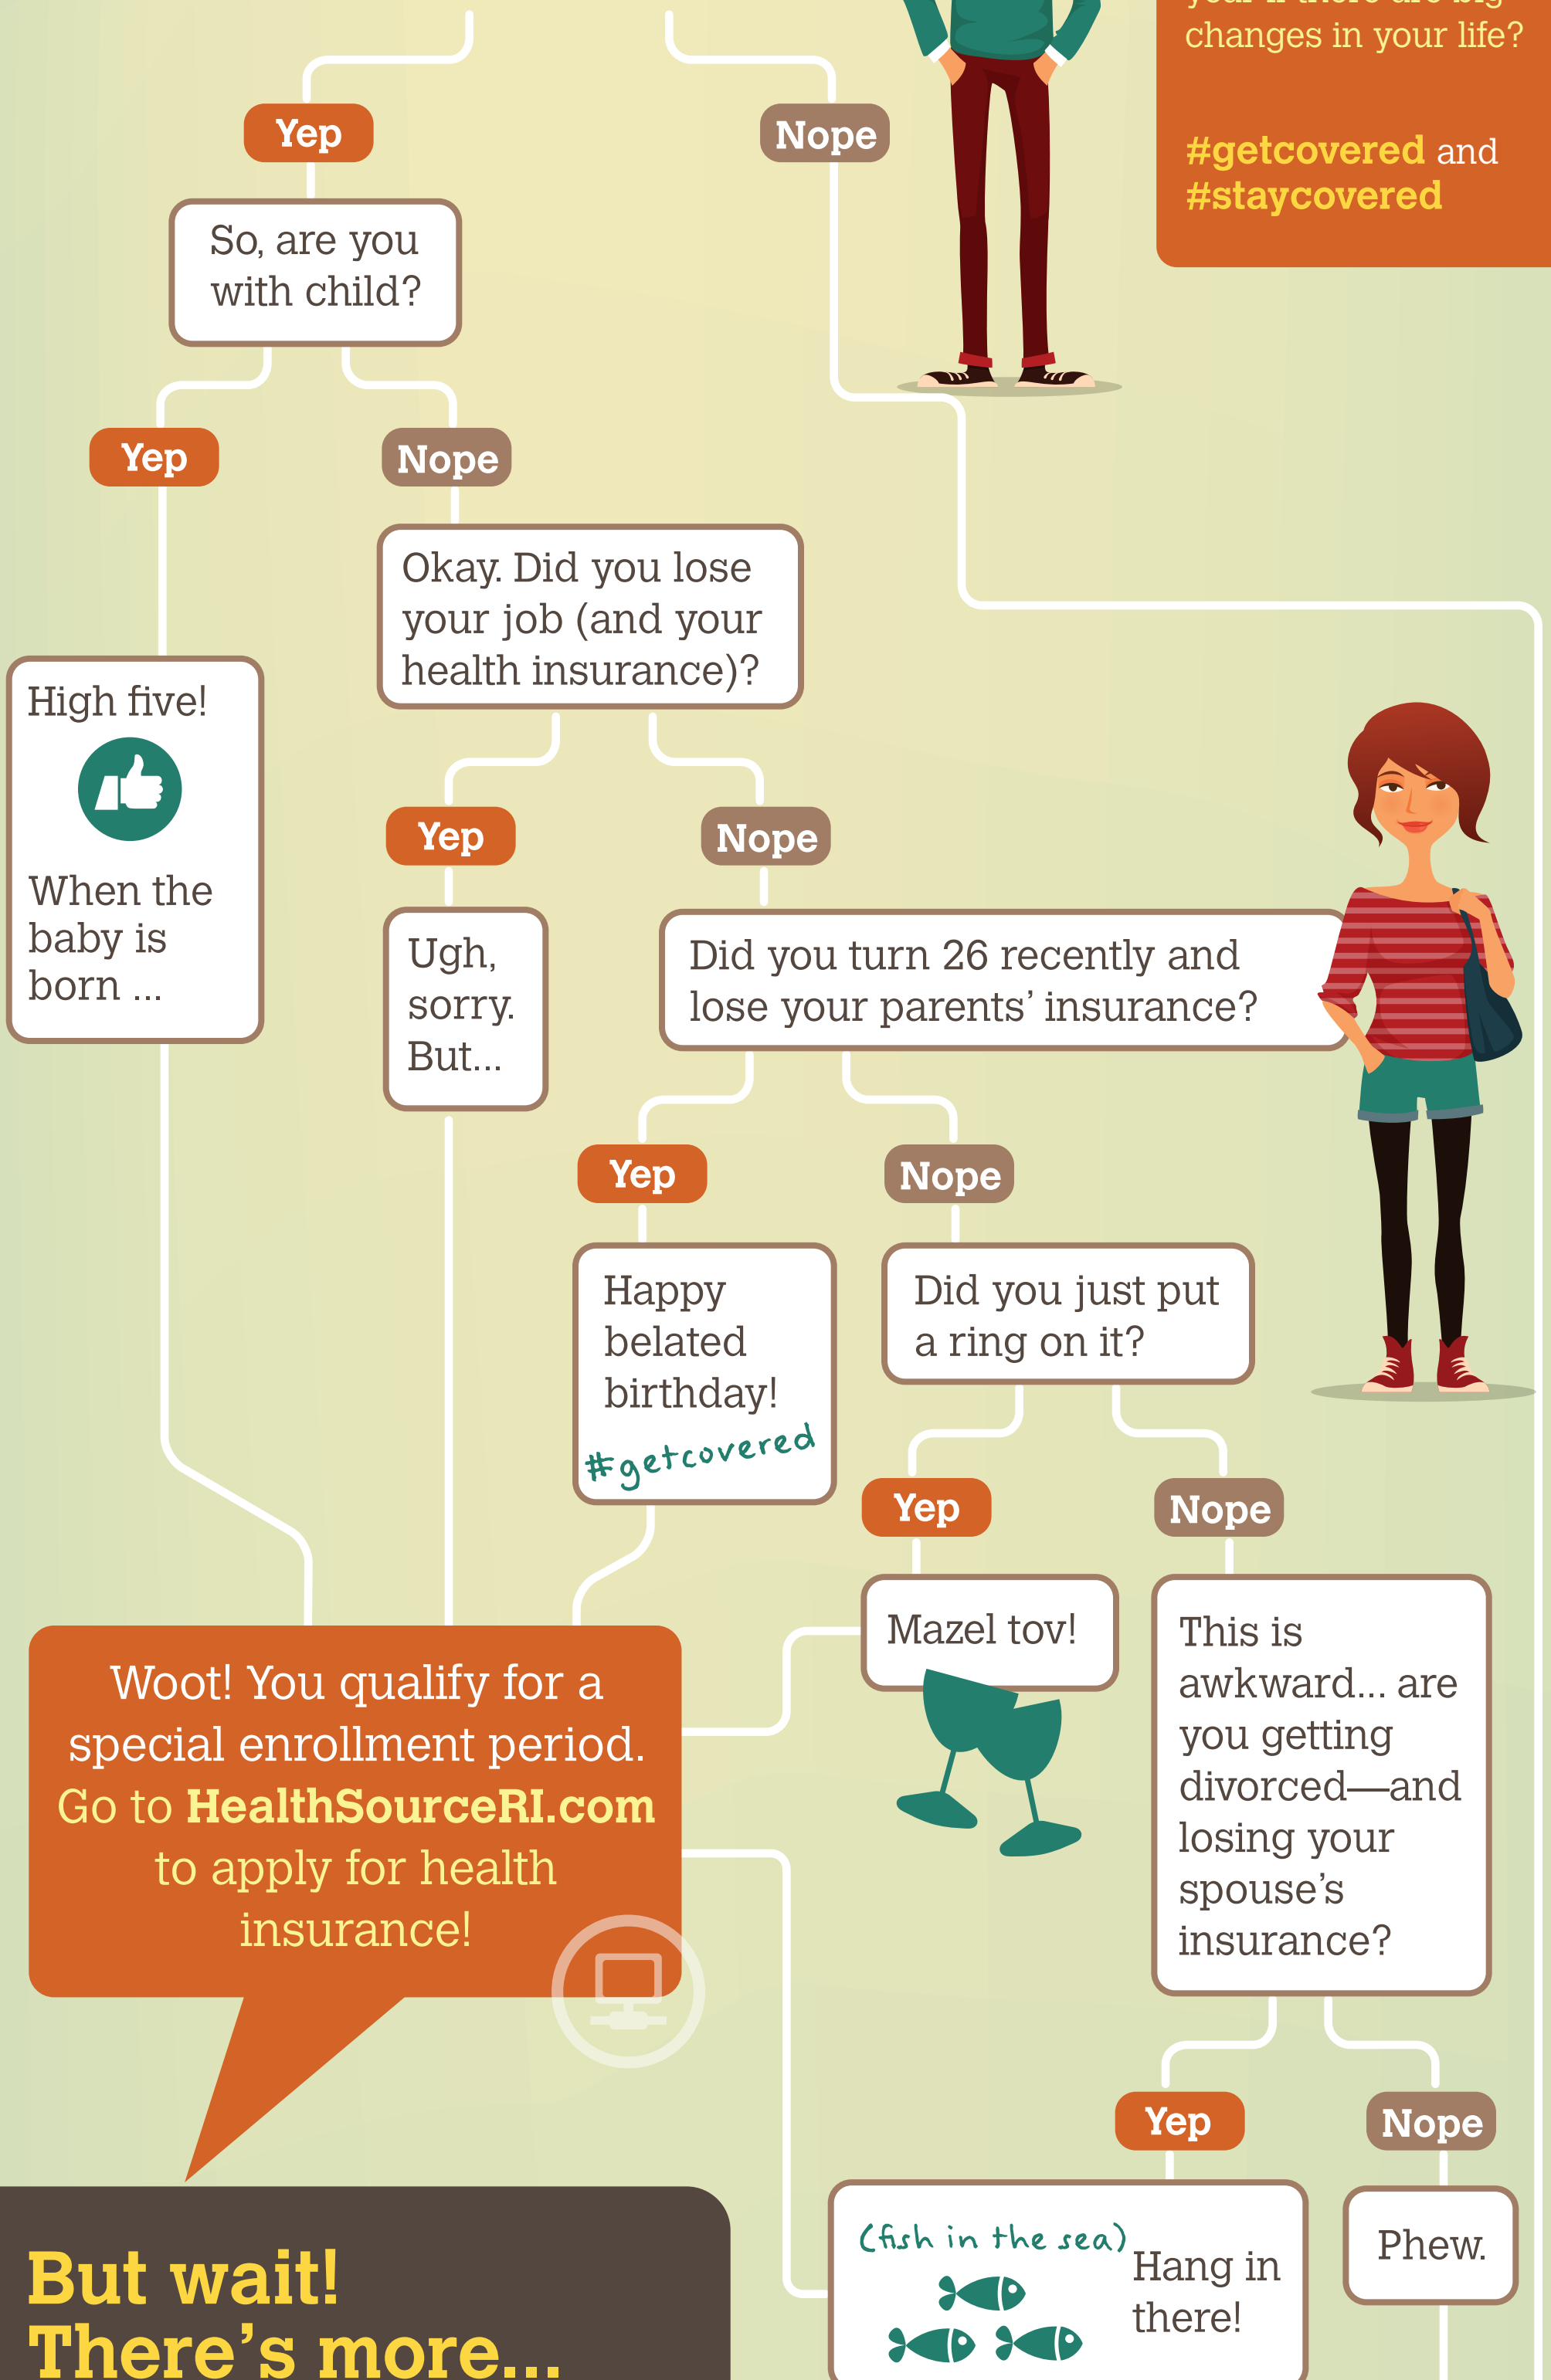 changes in your life?
#getcovered and
#staycovered
Yep
Nope
So, are you
with child?
Yep
Nope
Okay. Did you lose
your job (and your
health insurance)?
High five!
When the
baby is
born ...
Yep
Nope
Ugh,
sorry.
But...
Did you turn 26 recently and
lose your parents’ insurance?
Yep
Nope
Happy
belated
birthday!
#getcovered
Did you just put
a ring on it?
Yep
Nope
Mazel tov!
This is
awkward... are
you getting
divorced—and
losing your
spouse’s
insurance?
Woot! You qualify for a
special enrollment period.
Go to HealthSourceRI.com
to apply for health
insurance!
Yep
Nope
(fish in the sea)
Hang in
there!
Phew.
But wait!
There’s more...